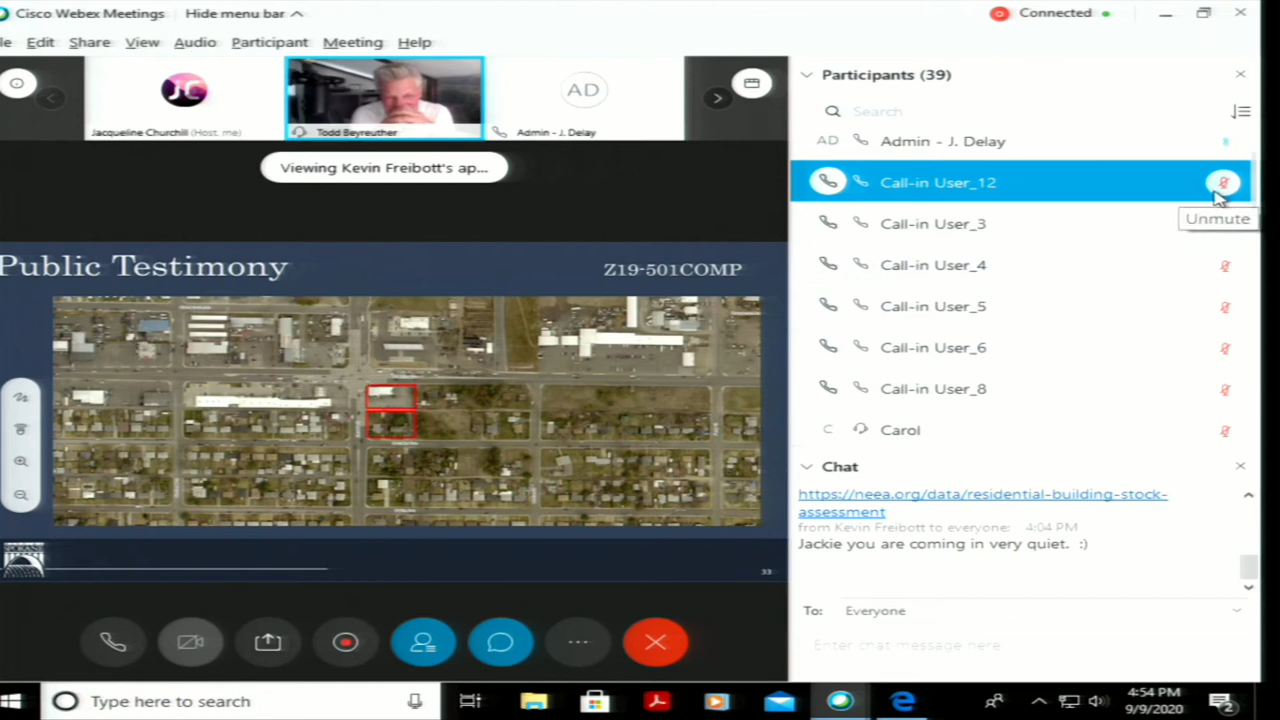 Cisco Webex Meetings
Hide menu bar
Connected
le Edit Share View Audio Participant Meeting Help
JC
Jacqueline Churchill (Host, me)
Todd Beyreuther
AD
Admin - J. Delay
Viewing Kevin Freibott's ap...
Public Testimony
Z19-501COMP
SPOKANE
33
Participants (39)
Search
AD Admin - J. Delay
Call-in User_12
Unmute
Call-in User_3
Call-in User_4
Call-in User_5
Call-in User_6
Call-in User_8
C Carol
Chat
https://neea.org/data/residential-building-stock-
assessment
from Kevin Freibott to everyone: 4:04 PM
Jackie you are coming in very quiet. :)
To: Everyone
Enter chat message here
Type here to search
4:54 PM
9/9/2020
2